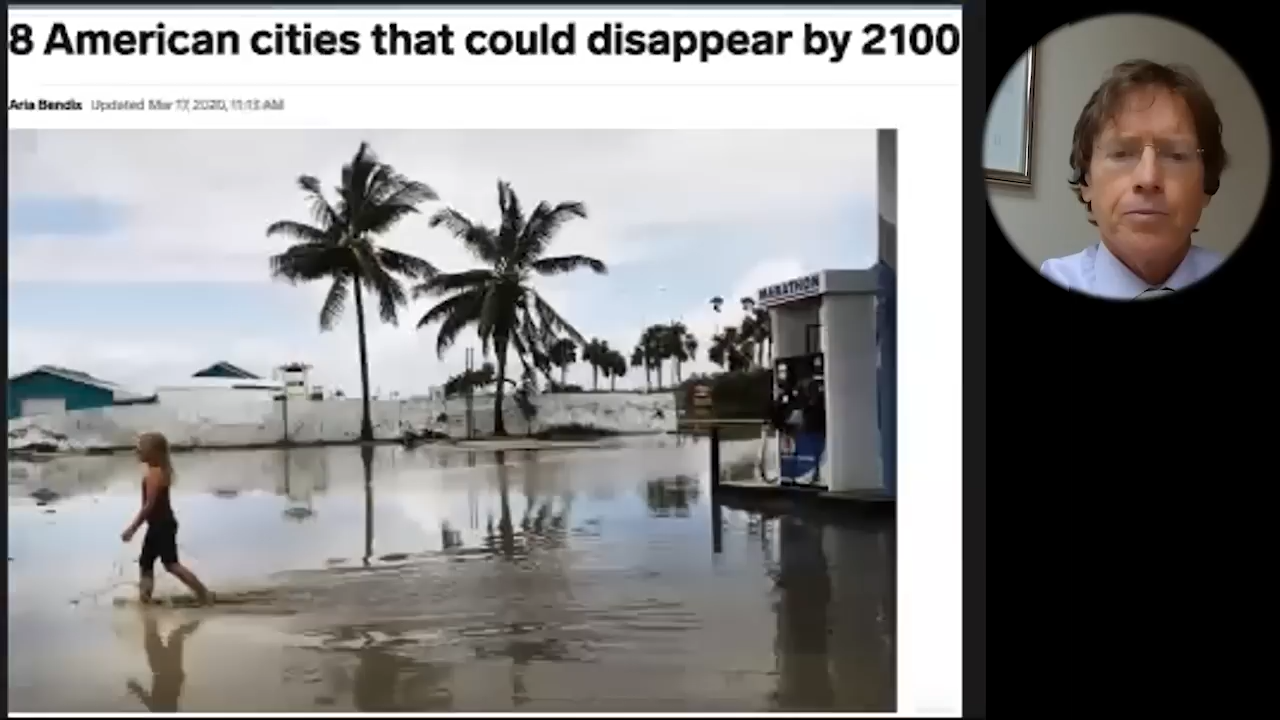 8 American cities that could disappear by 2100
Aria Bendix Updated Mar 17, 2020, 11:13 AM
MARATHON